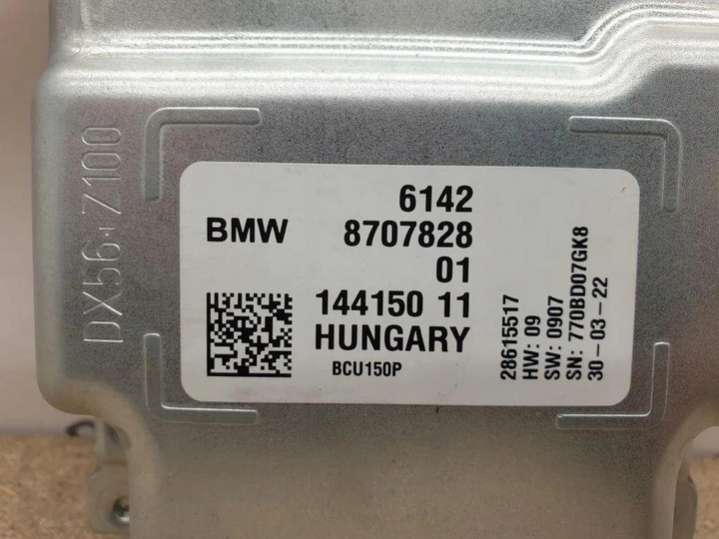 DX56+Z100
6142
BMW 8707828
01
144150 11
HUNGARY
BCU150P
28615517
HW: 09
SW: 0907
SN: 770BD07GK8
30-03-22